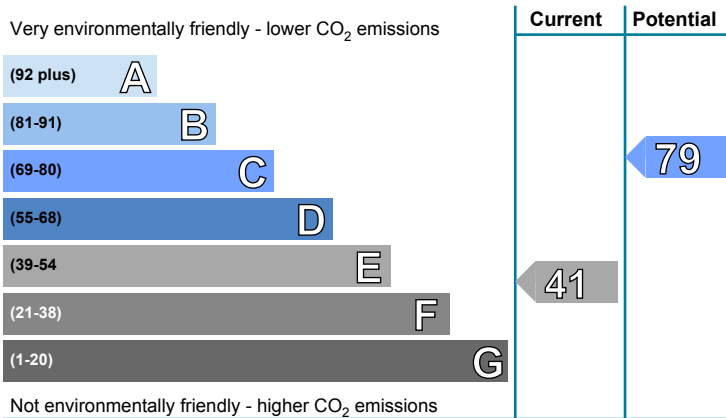 Very environmentally friendly - lower CO2 emissions
Current
Potential
(92 plus) A
(81-91) B
(69-80) C
79
(55-68) D
(39-54 E
41
(21-38) F
(1-20) G
Not environmentally friendly - higher CO2 emissions